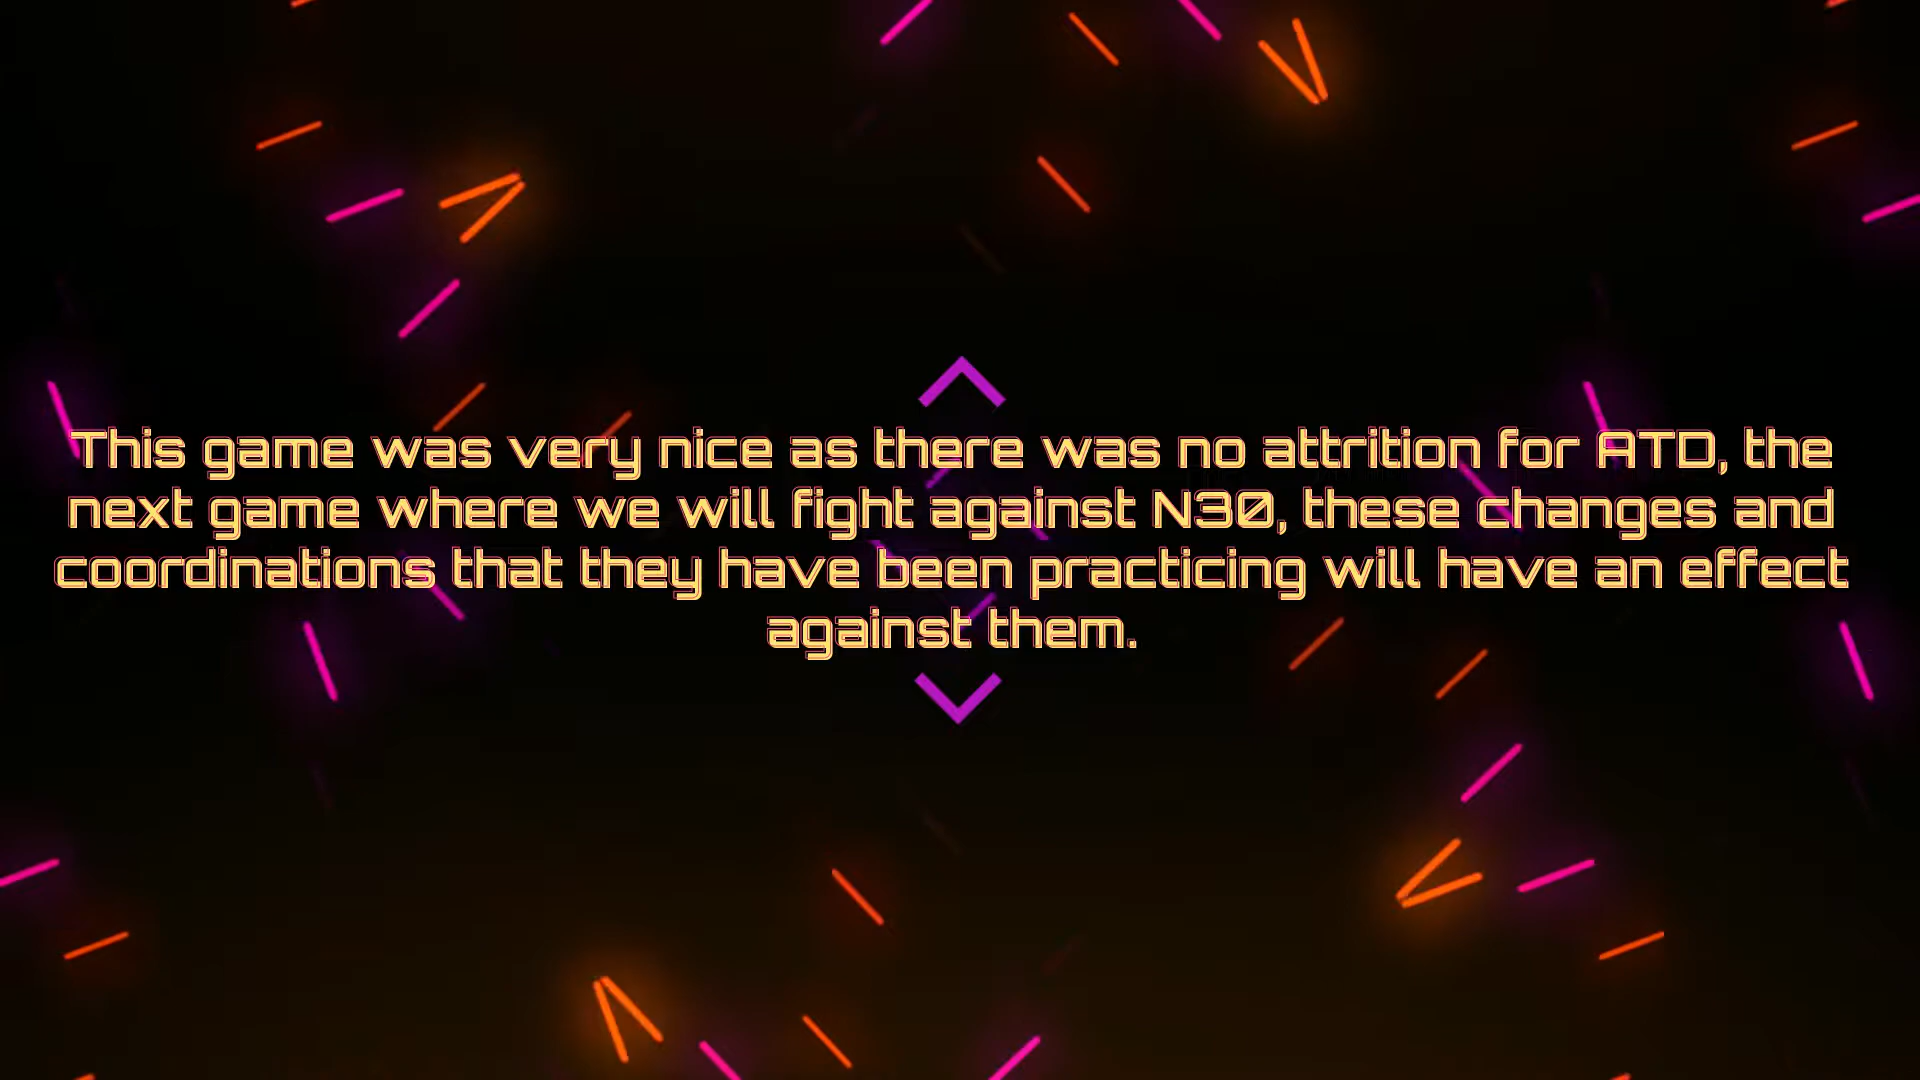 This game was very nice as there was no attrition for ATD, the
next game where we will fight against N30, these changes and
coordinations that they have been practicing will have an effect
against them.